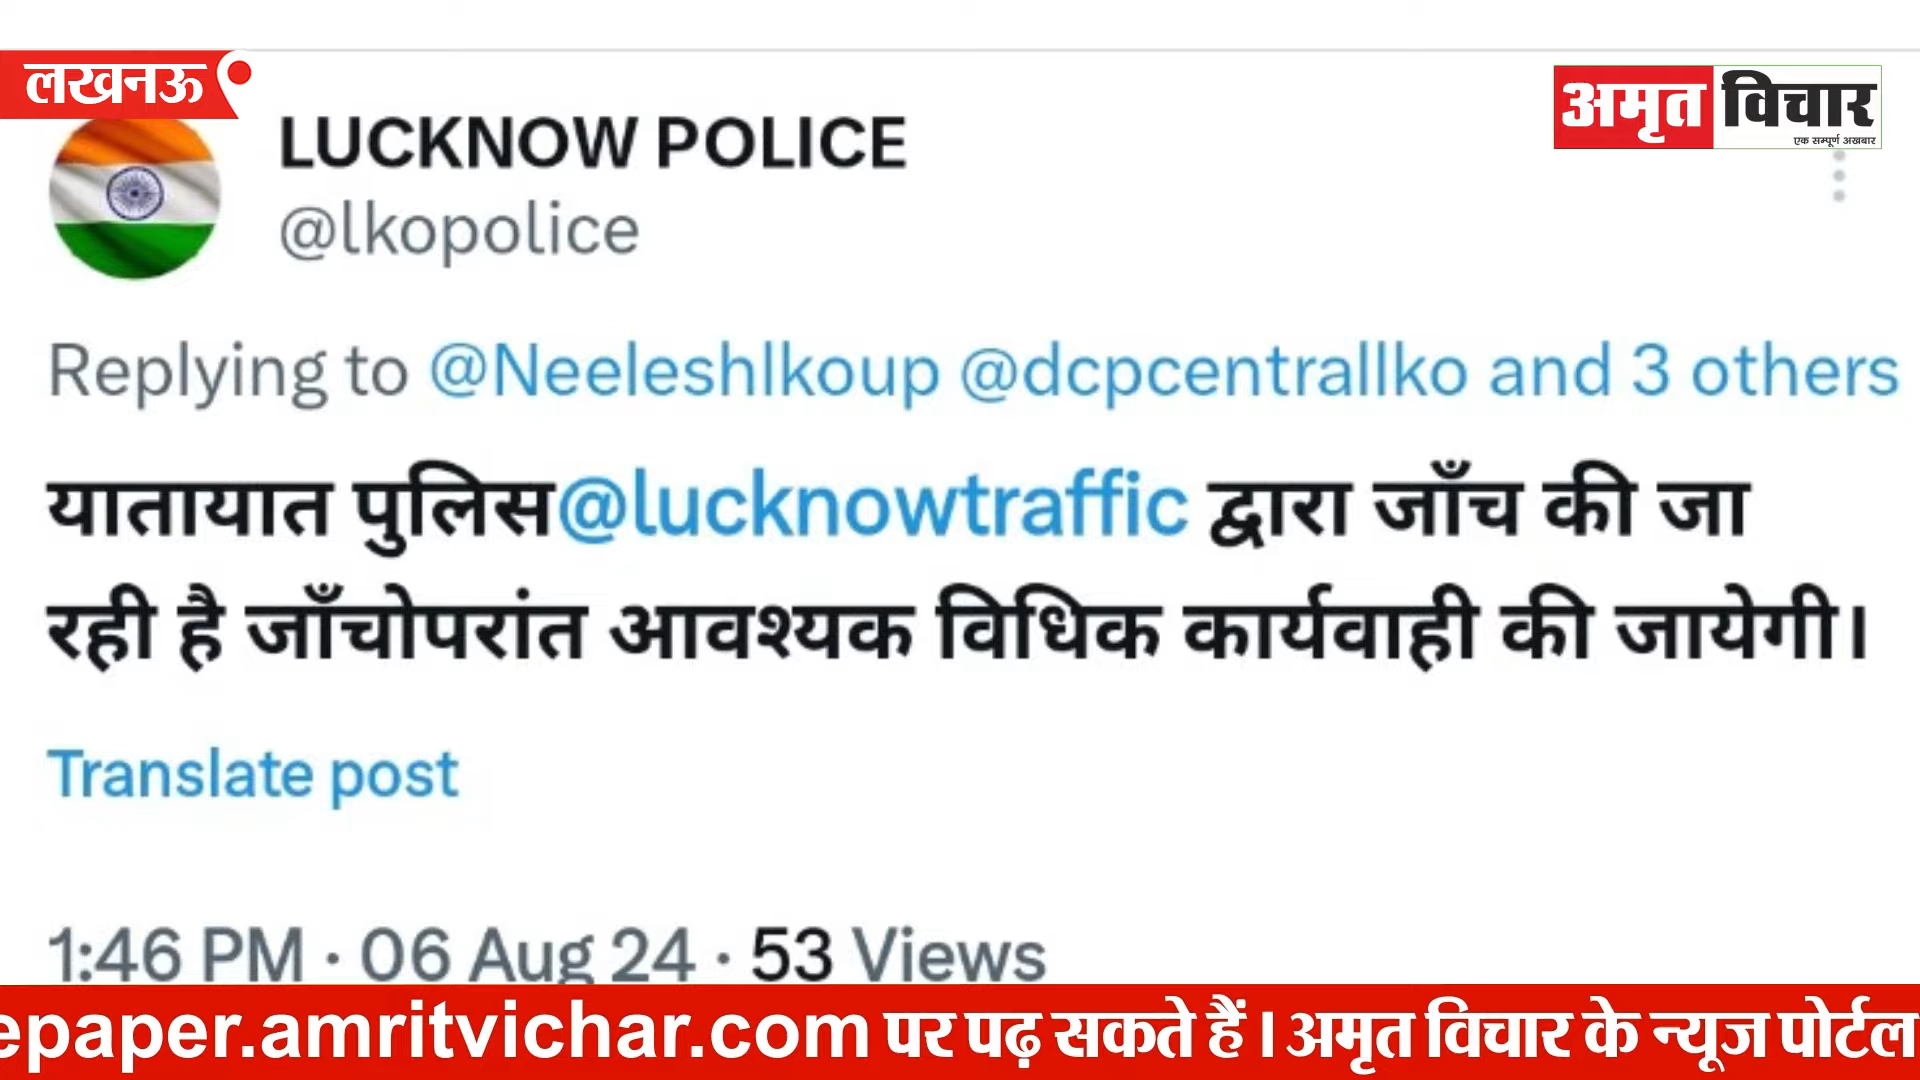 लखनऊ
अमृत विचार
एक सम्पूर्ण अखबार
LUCKNOW POLICE
@lkopolice
Replying to @Neeleshlkoup @dcpcentrallko and 3 others
यातायात पुलिस@lucknowtraffic द्वारा जाँच की जा
रही है जाँचोपरांत आवश्यक विधिक कार्यवाही की जायेगी।
Translate post
1:46 PM · 06 Aug 24 · 53 Views
epaper.amritvichar.com पर पढ़ सकते हैं । अमृत विचार के न्यूज पोर्टल